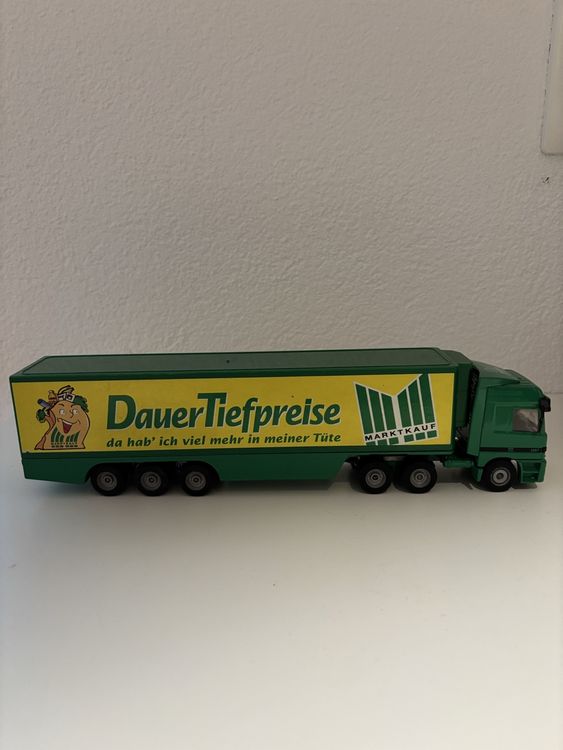 DauerTiefpreise
da hab' ich viel mehr in meiner Tüte
MARKTKAUF